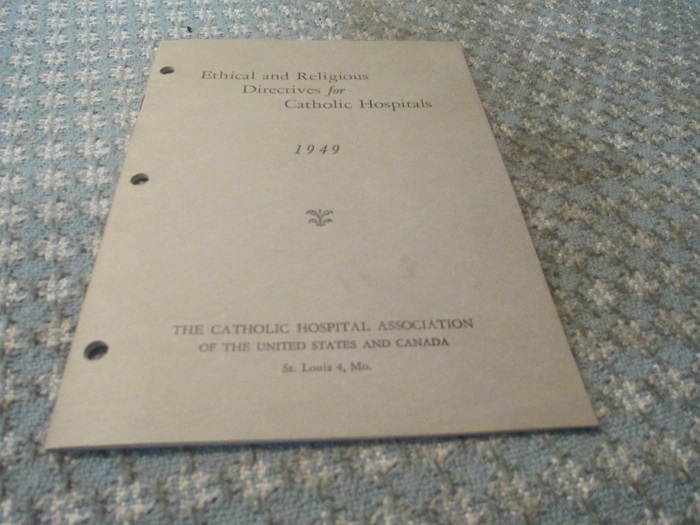 Ethical and Religious
Directives for
Catholic Hospitals
1949
THE CATHOLIC HOSPITAL ASSOCIATION
OF THE UNITED STATES AND CANADA
St. Louis 4, Mo.